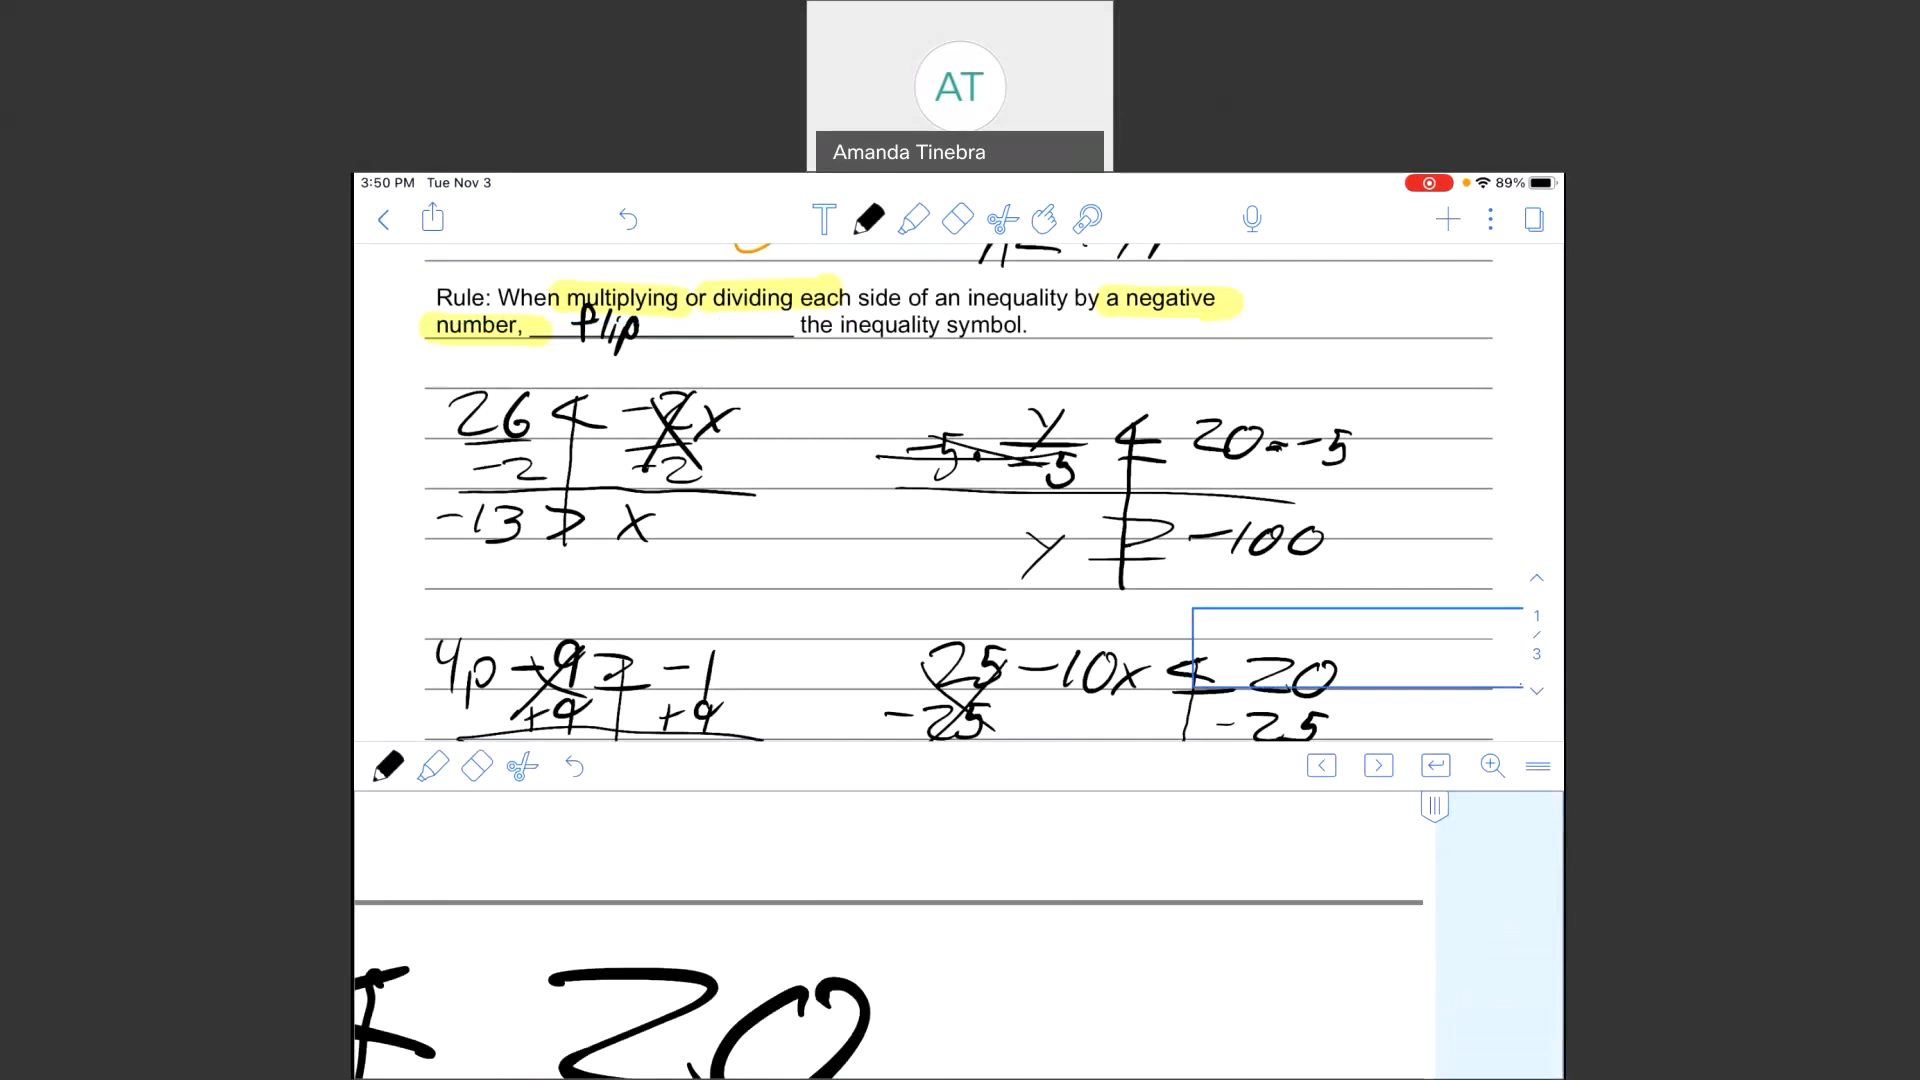 AT
Amanda Tinebra
3:50 PM Tue Nov 3
89%
T
Rule: When multiplying or dividing each side of an inequality by a negative
number, flip the inequality symbol.
26 < -2x
-2 -2
-13 > x
-5 · y/-5 ≤ 20 · -5
y ≥ -100
4p - 9 ≥ -1
+9 +9
25 - 10x ≤ 20
-25 -25
1
/
3
20